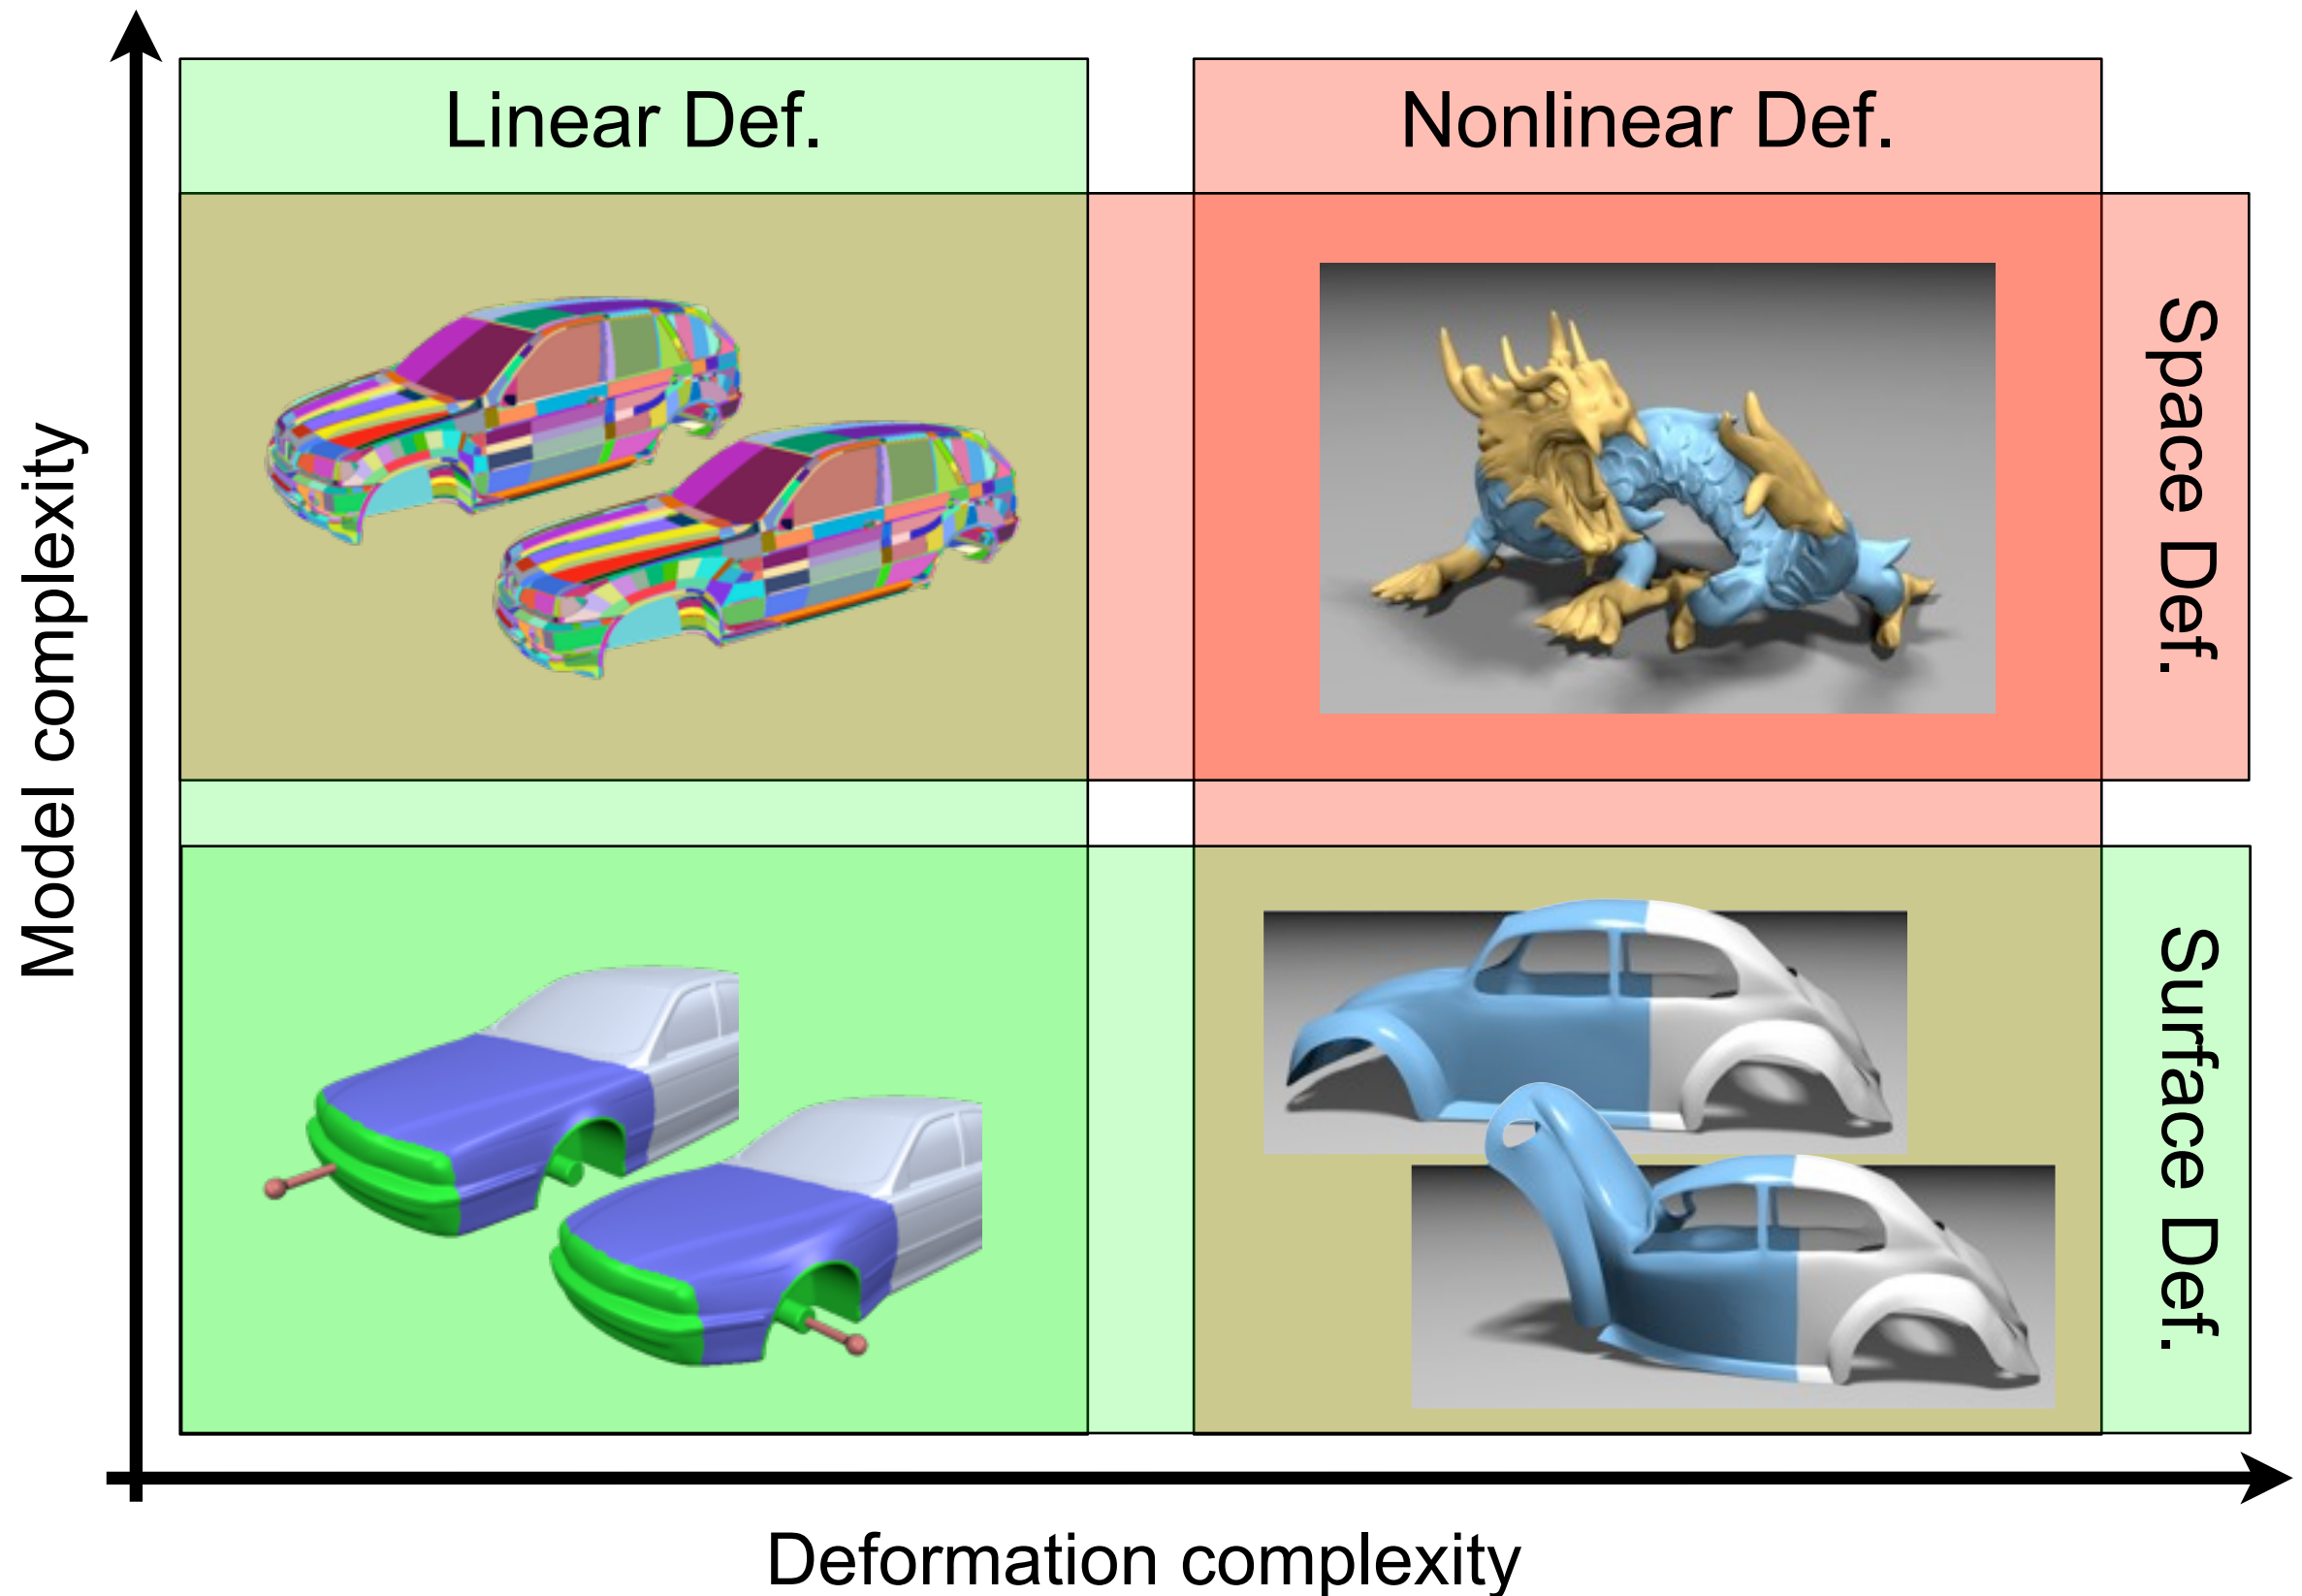 Linear Def.
Nonlinear Def.
Model complexity
Space Def.
Surface Def.
Deformation complexity